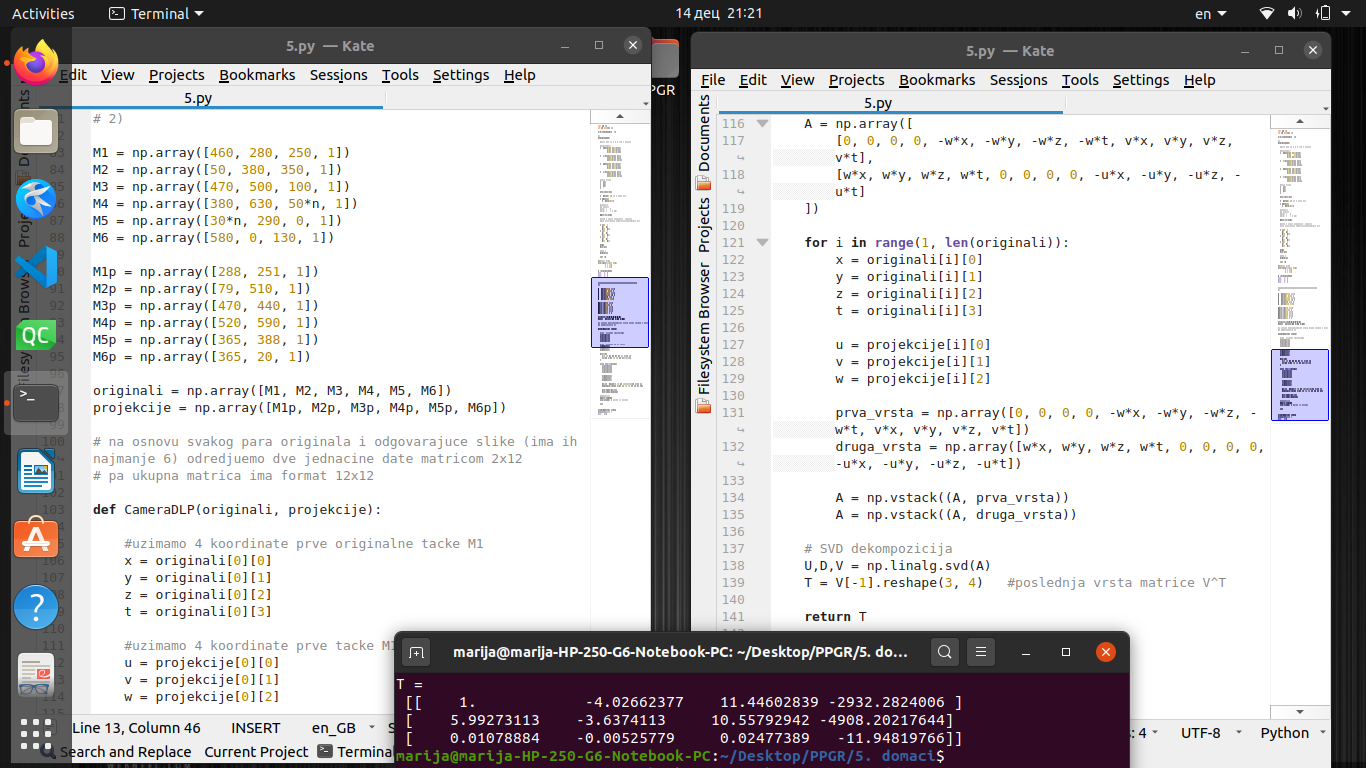 Activities
Terminal
14 дец 21:21
en
5.py — Kate
Edit View Projects Bookmarks Sessions Tools Settings Help
5.py
# 2)
M1 = np.array([460, 280, 250, 1])
M2 = np.array([50, 380, 350, 1])
M3 = np.array([470, 500, 100, 1])
M4 = np.array([380, 630, 50*n, 1])
M5 = np.array([30*n, 290, 0, 1])
M6 = np.array([580, 0, 130, 1])
M1p = np.array([288, 251, 1])
M2p = np.array([79, 510, 1])
M3p = np.array([470, 440, 1])
M4p = np.array([520, 590, 1])
M5p = np.array([365, 388, 1])
M6p = np.array([365, 20, 1])
originali = np.array([M1, M2, M3, M4, M5, M6])
projekcije = np.array([M1p, M2p, M3p, M4p, M5p, M6p])
# na osnovu svakog para originala i odgovarajuce slike (ima ih
najmanje 6) odredjuemo dve jednacine date matricom 2x12
# pa ukupna matrica ima format 12x12
def CameraDLP(originali, projekcije):
#uzimamo 4 koordinate prve originalne tacke M1
x = originali[0][0]
y = originali[0][1]
z = originali[0][2]
t = originali[0][3]
#uzimamo 4 koordinate prve tacke
u = projekcije[0][0]
v = projekcije[0][1]
w = projekcije[0][2]
Line 13, Column 46 INSERT en_GB
Search and Replace Current Project Terminal
5.py — Kate
File Edit View Projects Bookmarks Sessions Tools Settings Help
5.py
Documents
Projects
Filesystem Browser
116 A = np.array([
117 [0, 0, 0, 0, -w*x, -w*y, -w*z, -w*t, v*x, v*y, v*z,
v*t],
118 [w*x, w*y, w*z, w*t, 0, 0, 0, 0, -u*x, -u*y, -u*z, -
u*t]
119 ])
120
121 for i in range(1, len(originali)):
122 x = originali[i][0]
123 y = originali[i][1]
124 z = originali[i][2]
125 t = originali[i][3]
126
127 u = projekcije[i][0]
128 v = projekcije[i][1]
129 w = projekcije[i][2]
130
131 prva_vrsta = np.array([0, 0, 0, 0, -w*x, -w*y, -w*z, -
w*t, v*x, v*y, v*z, v*t])
132 druga_vrsta = np.array([w*x, w*y, w*z, w*t, 0, 0, 0, 0,
-u*x, -u*y, -u*z, -u*t])
133
134 A = np.vstack((A, prva_vrsta))
135 A = np.vstack((A, druga_vrsta))
136
137 # SVD dekompozicija
138 U,D,V = np.linalg.svd(A)
139 T = V[-1].reshape(3, 4) #poslednja vrsta matrice V^T
140
141 return T
: 4 UTF-8 Python
marija@marija-HP-250-G6-Notebook-PC: ~/Desktop/PPGR/5. do...
T =
[[ 1. -4.02662377 11.44602839 -2932.2824006 ]
[ 5.99273113 -3.6374113 10.55792942 -4908.20217644]
[ 0.01078884 -0.00525779 0.02477389 -11.94819766]]
marija@marija-HP-250-G6-Notebook-PC:~/Desktop/PPGR/5. domaci$